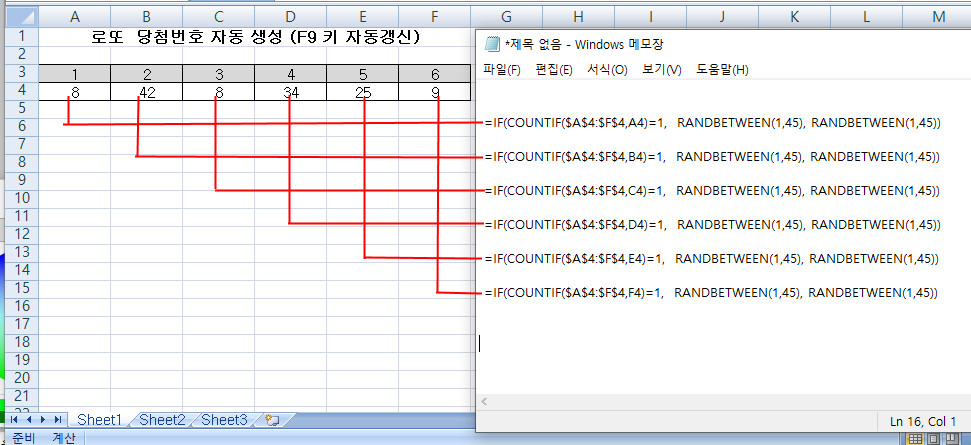 A B C D E F G H I J K L M
1 로또 당첨번호 자동 생성 (F9 키 자동갱신)
2
3 1 2 3 4 5 6
4 8 42 8 34 25 9
5
6
7
8
9
10
11
12
13
14
15
16
17
18
19
20
21
*제목 없음 - Windows 메모장
파일(F) 편집(E) 서식(O) 보기(V) 도움말(H)
=IF(COUNTIF($A$4:$F$4,A4)=1, RANDBETWEEN(1,45), RANDBETWEEN(1,45))
=IF(COUNTIF($A$4:$F$4,B4)=1, RANDBETWEEN(1,45), RANDBETWEEN(1,45))
=IF(COUNTIF($A$4:$F$4,C4)=1, RANDBETWEEN(1,45), RANDBETWEEN(1,45))
=IF(COUNTIF($A$4:$F$4,D4)=1, RANDBETWEEN(1,45), RANDBETWEEN(1,45))
=IF(COUNTIF($A$4:$F$4,E4)=1, RANDBETWEEN(1,45), RANDBETWEEN(1,45))
=IF(COUNTIF($A$4:$F$4,F4)=1, RANDBETWEEN(1,45), RANDBETWEEN(1,45))
Ln 16, Col 1
Sheet1 Sheet2 Sheet3
준비 계산